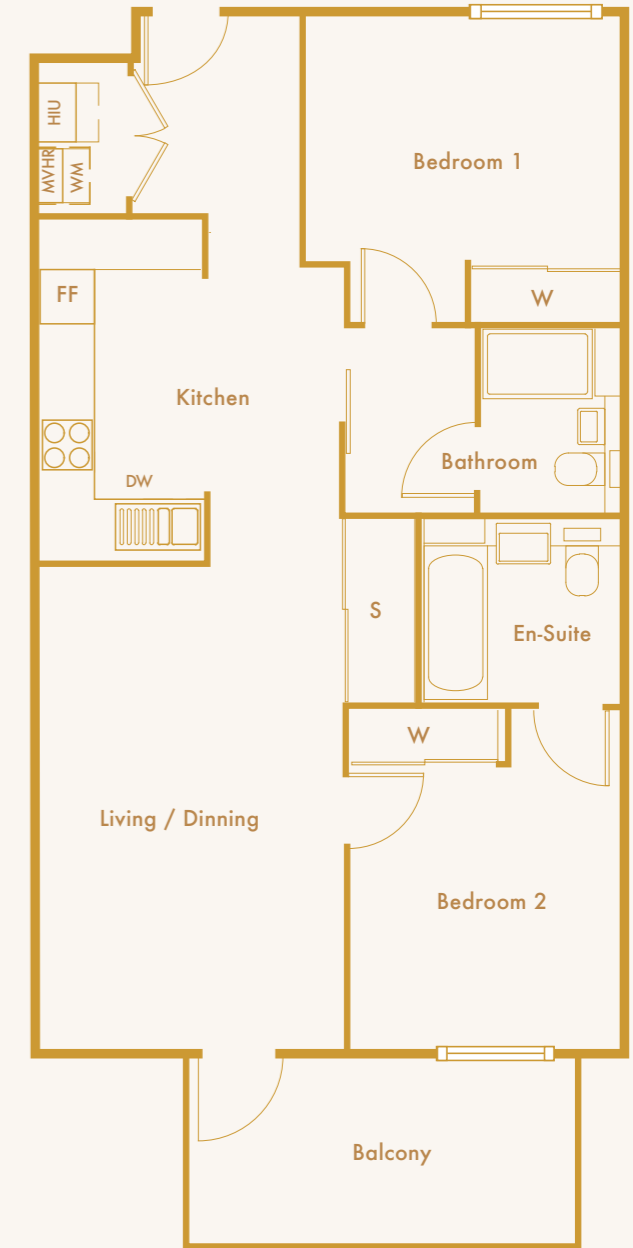 HIU
MVHR
WM
Bedroom 1
FF
W
Kitchen
Bathroom
DW
S
En-Suite
W
Living / Dinning
Bedroom 2
Balcony